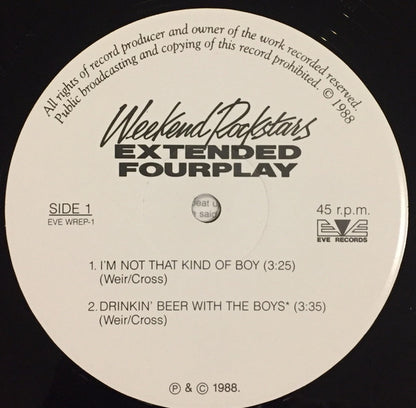 All rights of record producer and owner of the work recorded reserved.
Public broadcasting and copying of this record prohibited. © 1988
Weekend Rockstars
EXTENDED
FOURPLAY
SIDE 1
EVE WREP-1
45 r.p.m.
EVE
EVE RECORDS
1. I'M NOT THAT KIND OF BOY (3:25)
(Weir/Cross)
2. DRINKIN' BEER WITH THE BOYS* (3:35)
(Weir/Cross)
℗ & © 1988.